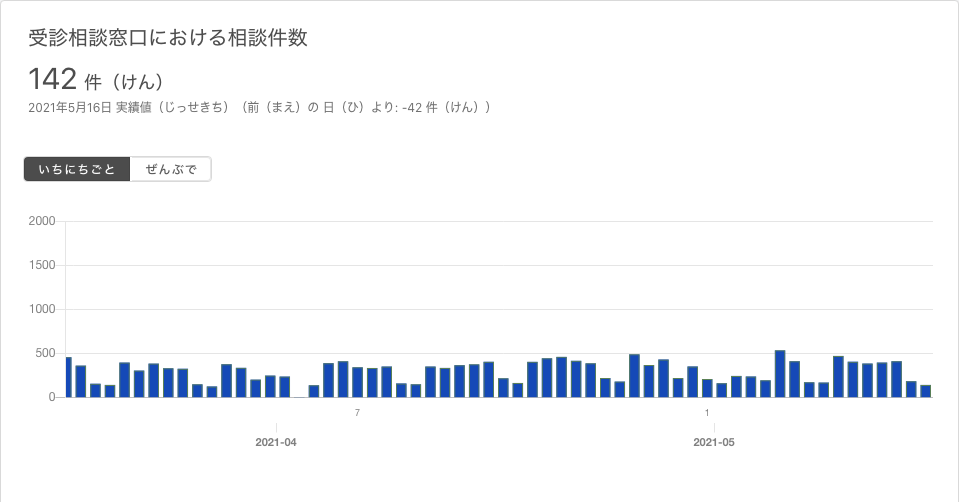 受診相談窓口における相談件数
142 件（けん）
2021年5月16日 実績値（じっせきち）（前（まえ）の 日（ひ）より: -42 件（けん））
いちにちごと ぜんぶで
2000
1500
1000
500
0
7 1
2021-04 2021-05